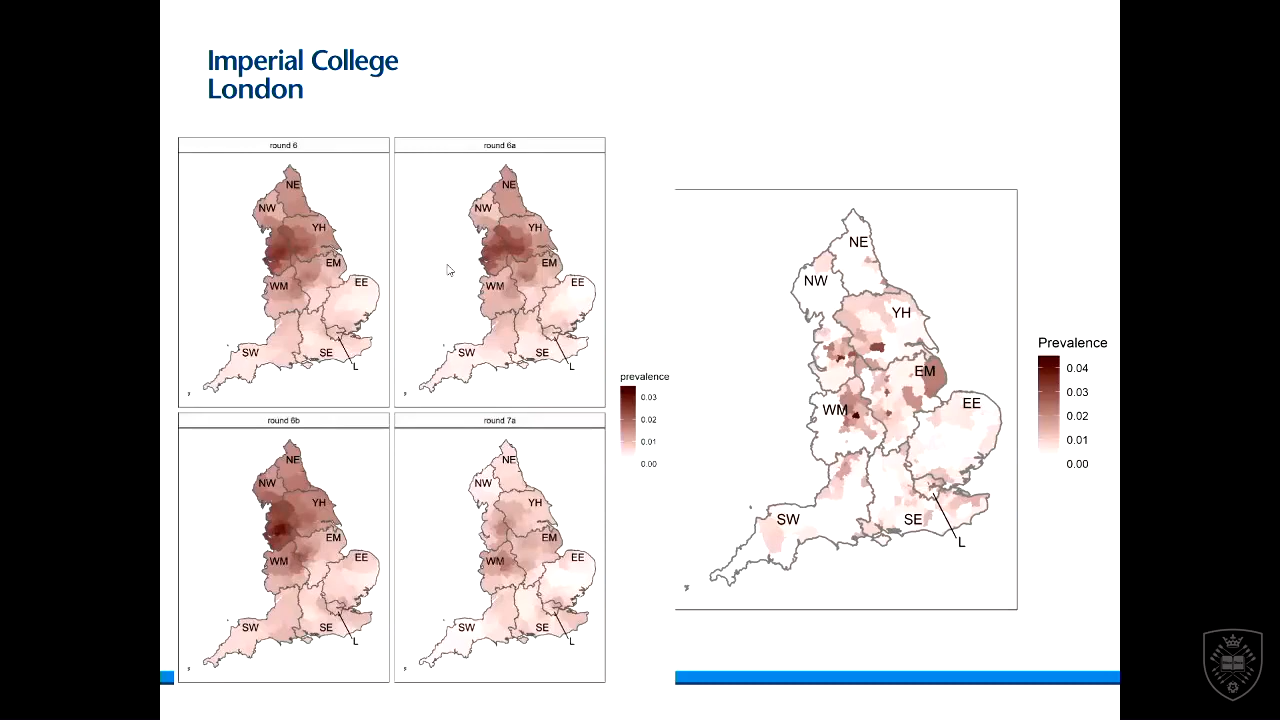 Imperial College
London
round 6
NE
NW
YH
EM
WM
EE
SW
SE
L
round 6a
NE
NW
YH
EM
WM
EE
SW
SE
L
round 6b
NE
NW
YH
EM
WM
EE
SW
SE
L
round 7a
NE
NW
YH
EM
WM
EE
SW
SE
L
prevalence
0.03
0.02
0.01
0.00
NE
NW
YH
EM
WM
EE
SW
SE
L
Prevalence
0.04
0.03
0.02
0.01
0.00